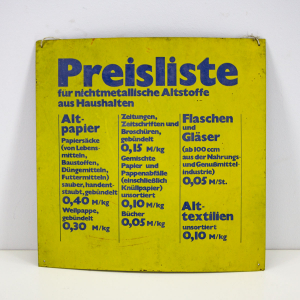 Preisliste
für nichtmetallische Altstoffe
aus Haushalten
Alt-
papier
Papiersäcke
(von Lebens-
mitteln,
Baustoffen,
Düngemitteln,
Futtermitteln)
sauber, handent-
staubt, gebündelt
0,40 M/kg
Wellpappe,
gebündelt
0,30 M/kg
Zeitungen,
Zeitschriften und
Broschüren,
gebündelt
0,15 M/kg
Gemischte
Papier und
Pappenabfälle
(einschließlich
Knüllpapier)
unsortiert
0,10 M/kg
Bücher
0,05 M/kg
Flaschen
und
Gläser
(ab 100 ccm
aus der Nahrungs-
und Genußmittel-
industrie)
0,05 M/St.
Alt-
textilien
unsortiert
0,10 M/kg